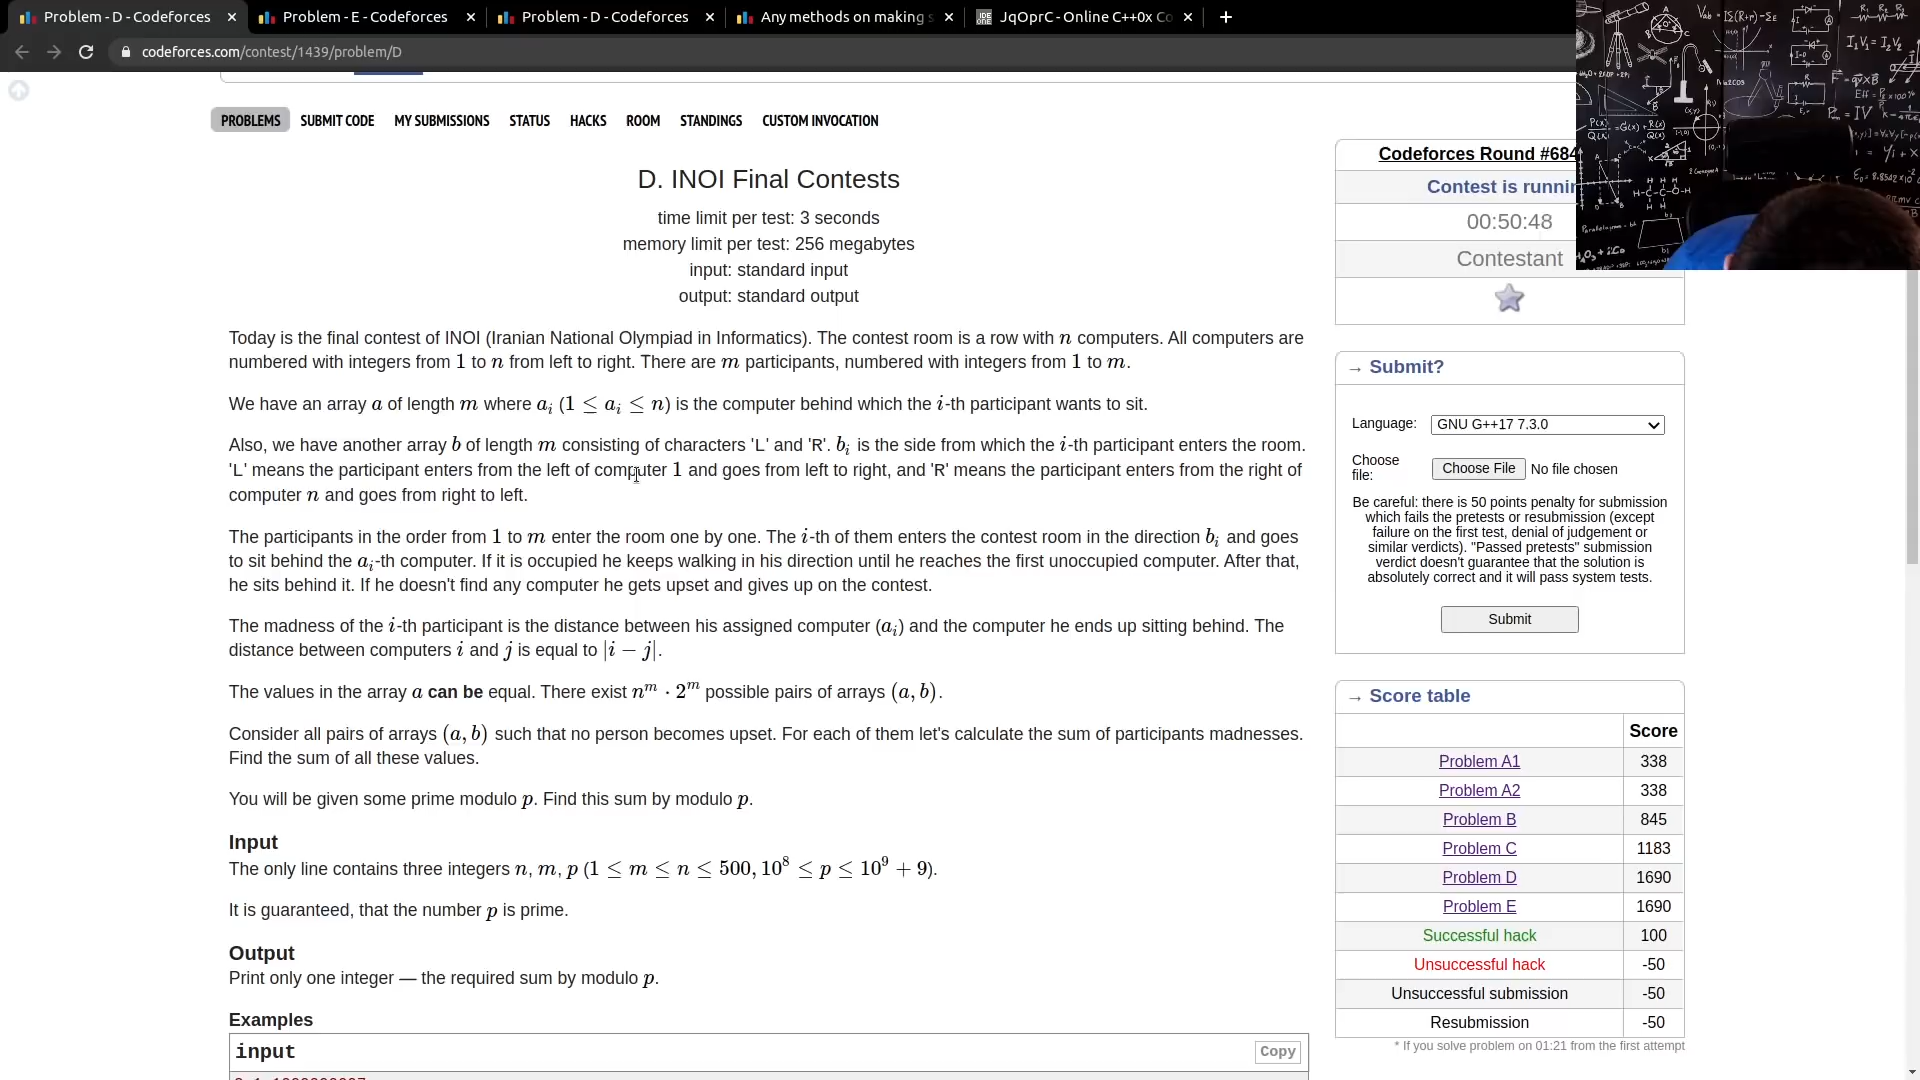 Problem - D - Codeforces
Problem - E - Codeforces
Problem - D - Codeforces
Any methods on making s
JqOprC - Online C++0x Co
codeforces.com/contest/1439/problem/D
PROBLEMS SUBMIT CODE MY SUBMISSIONS STATUS HACKS ROOM STANDINGS CUSTOM INVOCATION
D. INOI Final Contests
time limit per test: 3 seconds
memory limit per test: 256 megabytes
input: standard input
output: standard output
Today is the final contest of INOI (Iranian National Olympiad in Informatics). The contest room is a row with n computers. All computers are
numbered with integers from 1 to n from left to right. There are m participants, numbered with integers from 1 to m.
We have an array a of length m where a_i (1 ≤ a_i ≤ n) is the computer behind which the i-th participant wants to sit.
Also, we have another array b of length m consisting of characters 'L' and 'R'. b_i is the side from which the i-th participant enters the room.
'L' means the participant enters from the left of computer 1 and goes from left to right, and 'R' means the participant enters from the right of
computer n and goes from right to left.
The participants in the order from 1 to m enter the room one by one. The i-th of them enters the contest room in the direction b_i and goes
to sit behind the a_i-th computer. If it is occupied he keeps walking in his direction until he reaches the first unoccupied computer. After that,
he sits behind it. If he doesn't find any computer he gets upset and gives up on the contest.
The madness of the i-th participant is the distance between his assigned computer (a_i) and the computer he ends up sitting behind. The
distance between computers i and j is equal to |i − j|.
The values in the array a can be equal. There exist n^m · 2^m possible pairs of arrays (a, b).
Consider all pairs of arrays (a, b) such that no person becomes upset. For each of them let's calculate the sum of participants madnesses.
Find the sum of all these values.
You will be given some prime modulo p. Find this sum by modulo p.
Input
The only line contains three integers n, m, p (1 ≤ m ≤ n ≤ 500, 10^8 ≤ p ≤ 10^9 + 9).
It is guaranteed, that the number p is prime.
Output
Print only one integer — the required sum by modulo p.
Examples
input
Copy
Codeforces Round #684
Contest is runnin
00:50:48
Contestant
→ Submit?
Language: GNU G++17 7.3.0
Choose file: Choose File No file chosen
Be careful: there is 50 points penalty for submission
which fails the pretests or resubmission (except
failure on the first test, denial of judgement or
similar verdicts). "Passed pretests" submission
verdict doesn't guarantee that the solution is
absolutely correct and it will pass system tests.
Submit
→ Score table
Score
Problem A1 338
Problem A2 338
Problem B 845
Problem C 1183
Problem D 1690
Problem E 1690
Successful hack 100
Unsuccessful hack -50
Unsuccessful submission -50
Resubmission -50
* If you solve problem on 01:21 from the first attempt